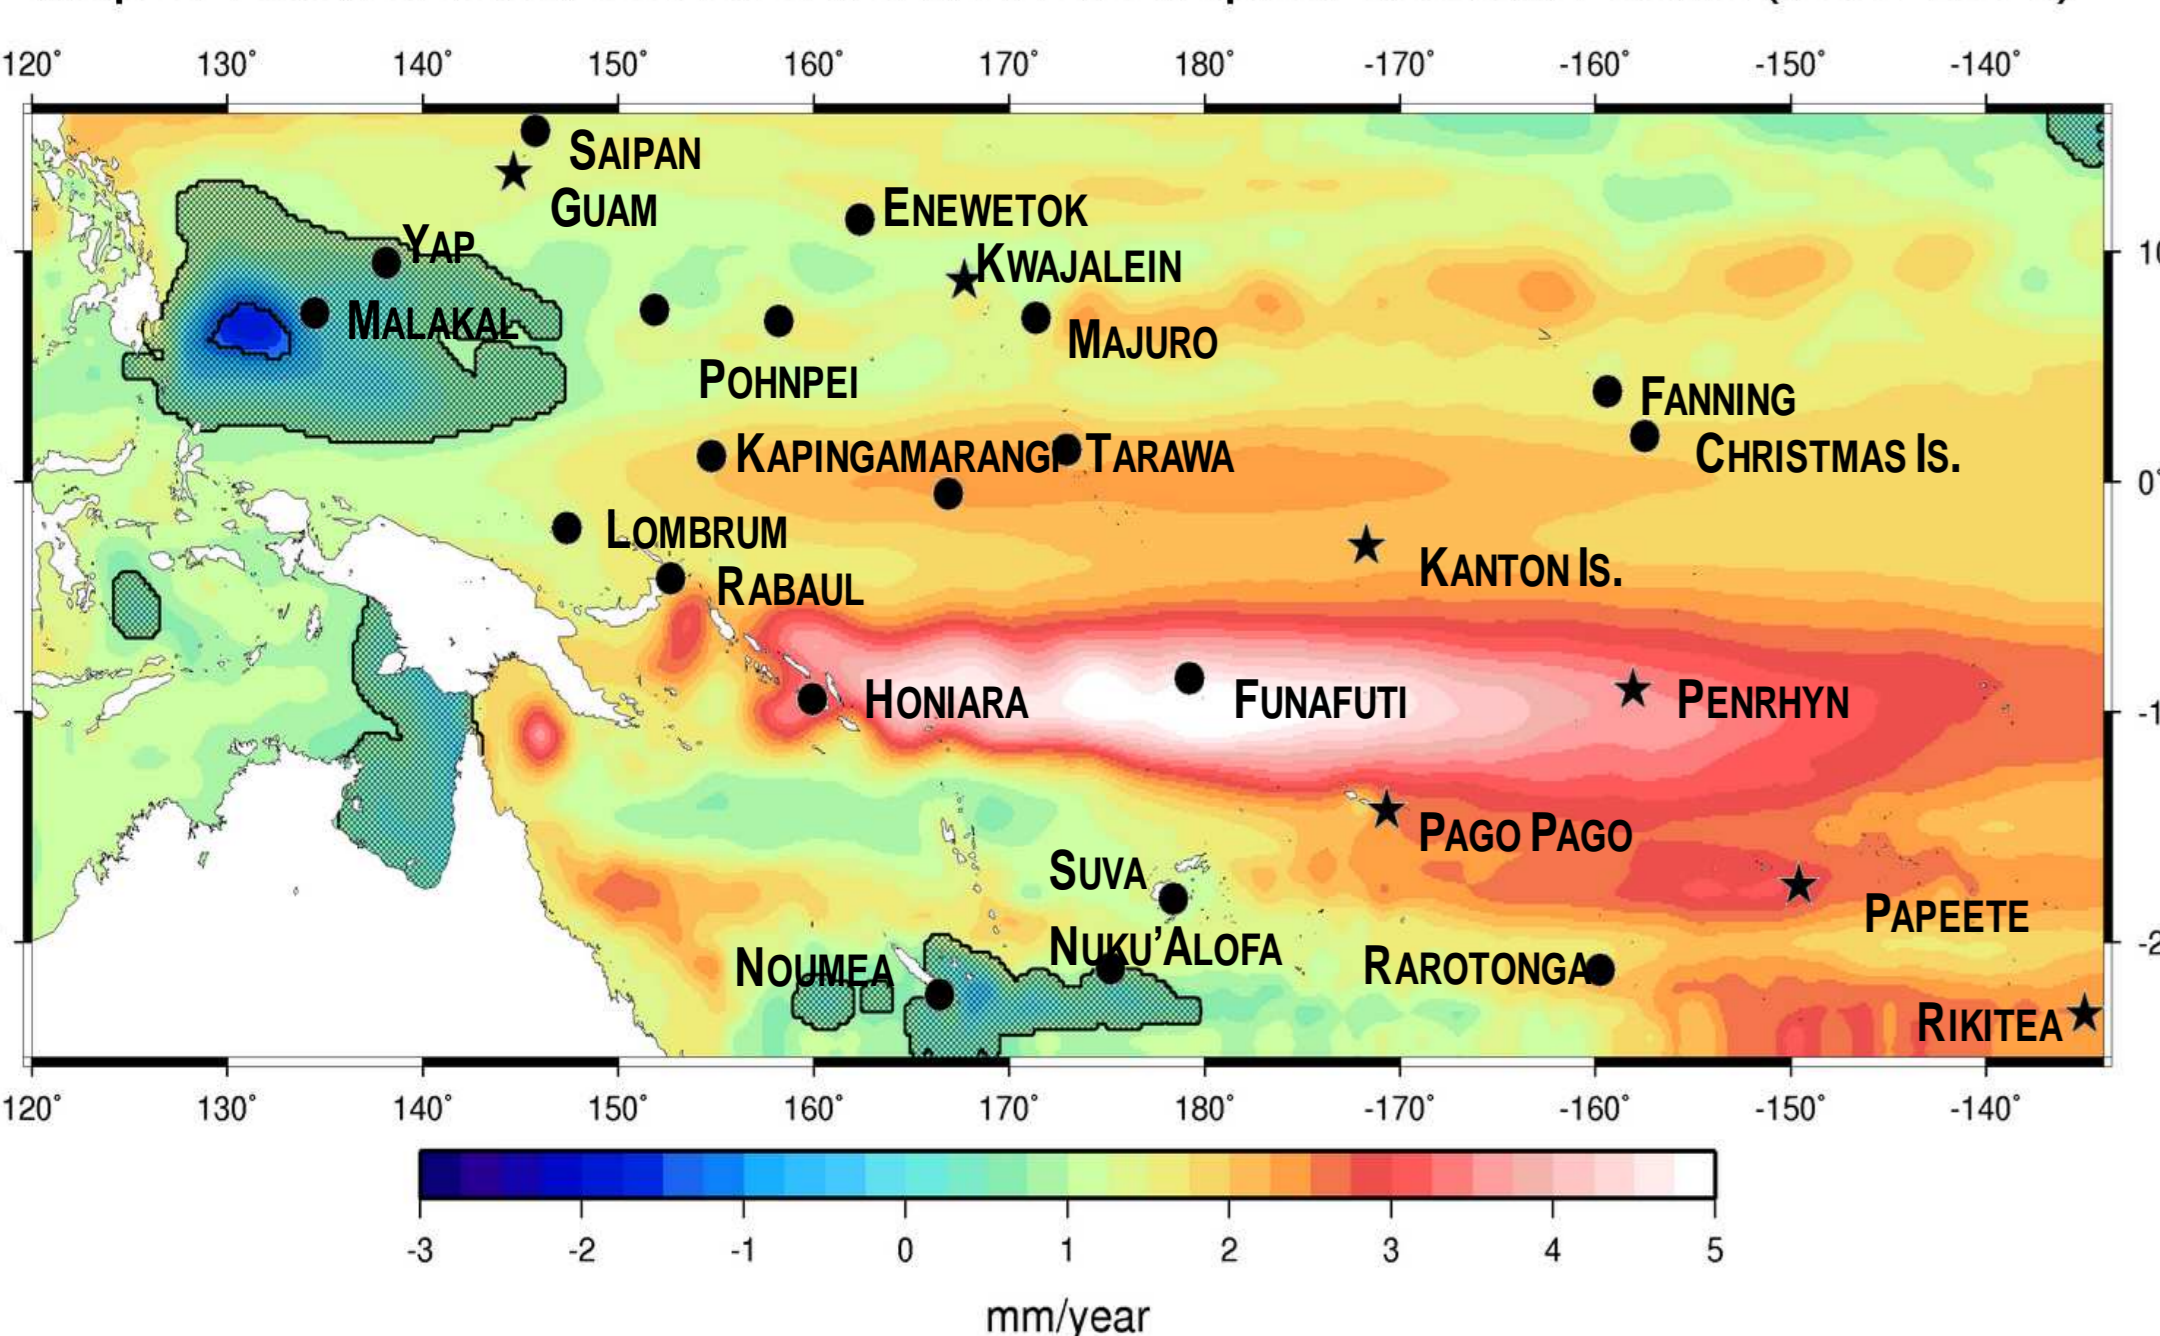 120° 130° 140° 150° 160° 170° 180° -170° -160° -150° -140°
SAIPAN
GUAM
ENEWETOK
YAP
KWAJALEIN
MALAKAL
MAJURO
POHNPEI
FANNING
KAPINGAMARANGI TARAWA
CHRISTMAS IS.
0°
LOMBRUM
KANTON IS.
RABAUL
HONIARA
FUNAFUTI
PENRHYN
PAGO PAGO
SUVA
PAPEETE
NUKU'ALOFA
NOUMEA
RAROTONGA
RIKITEA
120° 130° 140° 150° 160° 170° 180° -170° -160° -150° -140°
-3 -2 -1 0 1 2 3 4 5
mm/year